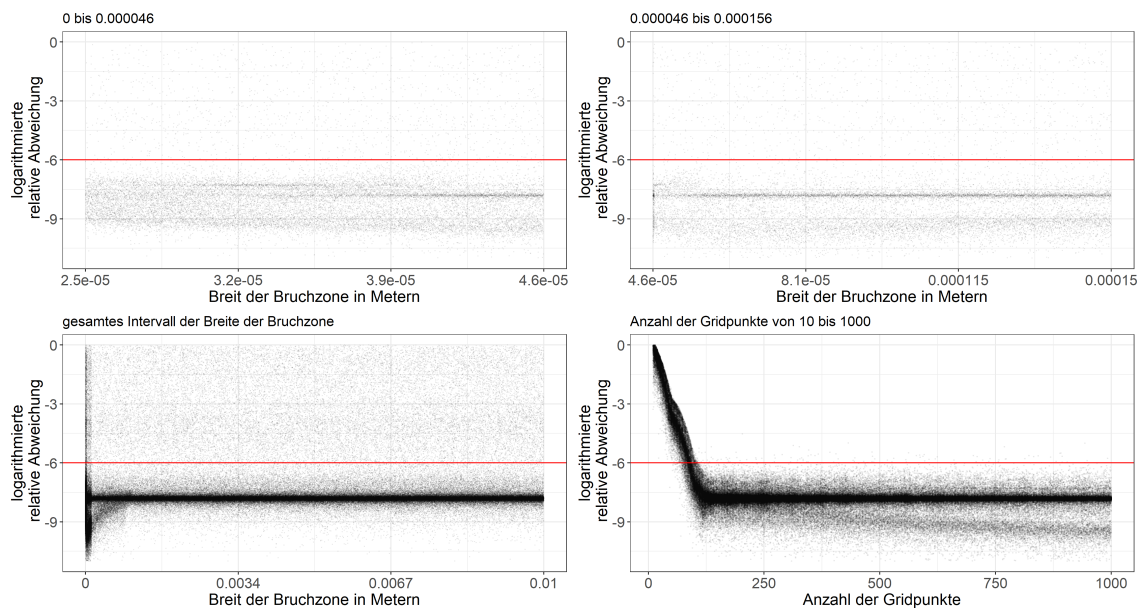 0 bis 0.000046
0
-3
-6
-9
logarithmierte
relative Abweichung
2.5e-05 3.2e-05 3.9e-05 4.6e-05
Breit der Bruchzone in Metern
0.000046 bis 0.000156
0
-3
-6
-9
logarithmierte
relative Abweichung
4.6e-05 8.1e-05 0.000115 0.00015
Breit der Bruchzone in Metern
gesamtes Intervall der Breite der Bruchzone
0
-3
-6
-9
logarithmierte
relative Abweichung
0 0.0034 0.0067 0.01
Breit der Bruchzone in Metern
Anzahl der Gridpunkte von 10 bis 1000
0
-3
-6
-9
logarithmierte
relative Abweichung
0 250 500 750 1000
Anzahl der Gridpunkte